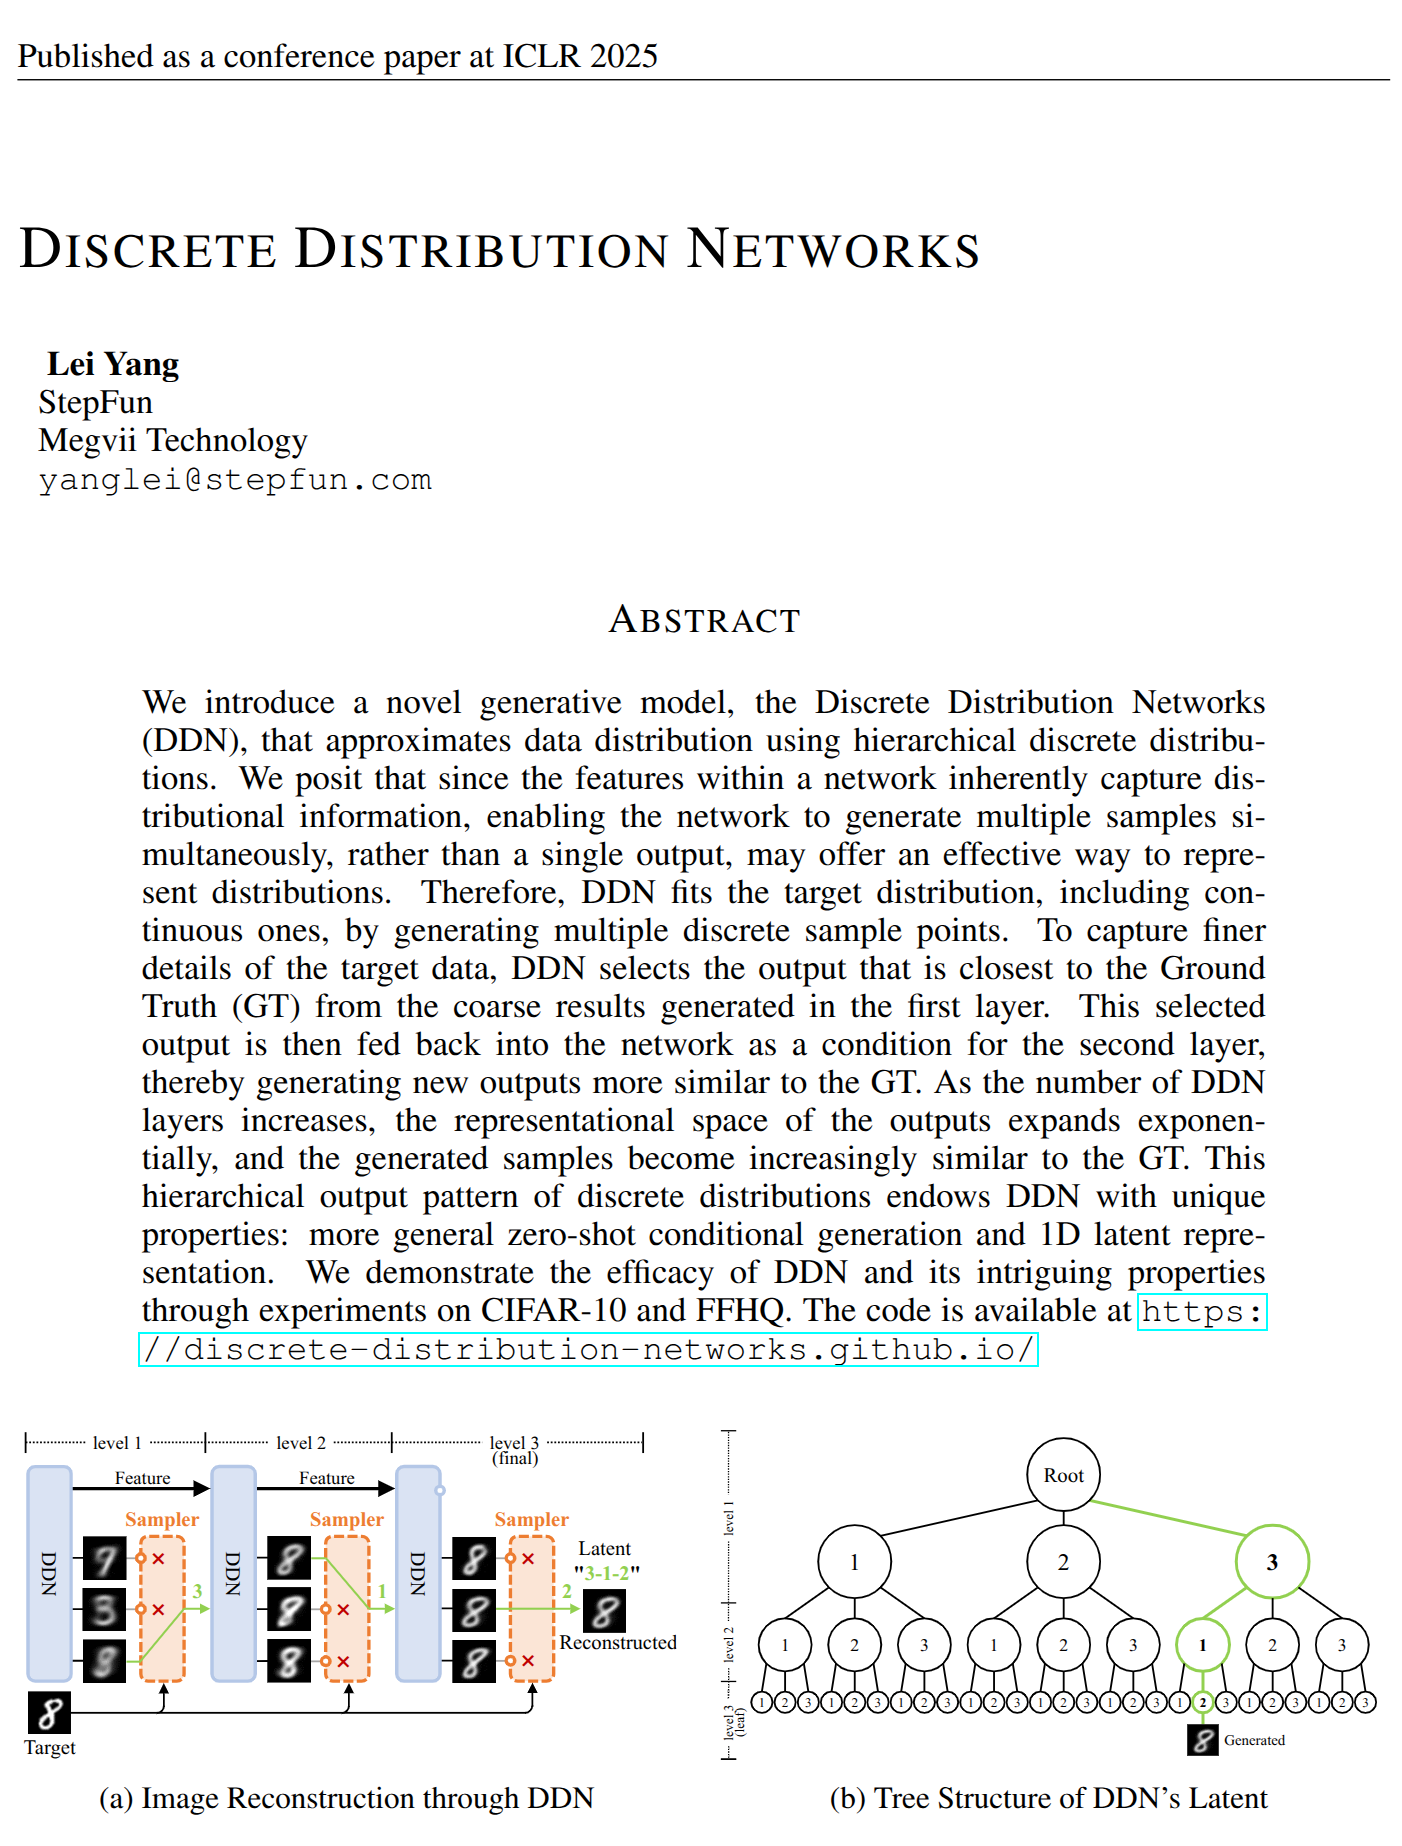 Published as a conference paper at ICLR 2025
DISCRETE DISTRIBUTION NETWORKS
Lei Yang
StepFun
Megvii Technology
yanglei@stepfun.com
ABSTRACT
We introduce a novel generative model, the Discrete Distribution Networks
(DDN), that approximates data distribution using hierarchical discrete distribu-
tions. We posit that since the features within a network inherently capture dis-
tributional information, enabling the network to generate multiple samples si-
multaneously, rather than a single output, may offer an effective way to repre-
sent distributions. Therefore, DDN fits the target distribution, including con-
tinuous ones, by generating multiple discrete sample points. To capture finer
details of the target data, DDN selects the output that is closest to the Ground
Truth (GT) from the coarse results generated in the first layer. This selected
output is then fed back into the network as a condition for the second layer,
thereby generating new outputs more similar to the GT. As the number of DDN
layers increases, the representational space of the outputs expands exponen-
tially, and the generated samples become increasingly similar to the GT. This
hierarchical output pattern of discrete distributions endows DDN with unique
properties: more general zero-shot conditional generation and 1D latent repre-
sentation. We demonstrate the efficacy of DDN and its intriguing properties
through experiments on CIFAR-10 and FFHQ. The code is available at https:
//discrete-distribution-networks.github.io/
level 1 level 2 level 3
(final)
Feature Feature
Sampler Sampler Sampler
DDN DDN DDN
3 1 2
Latent
"3-1-2"
Reconstructed
Target
(a) Image Reconstruction through DDN
level 1
level 2
level 3
(leaf)
Root
1 2 3
1 2 3 1 2 3 1 2 3
1 2 3 1 2 3 1 2 3 1 2 3 1 2 3 1 2 3 1 2 3 1 2 3 1 2 3
Generated
(b) Tree Structure of DDN's Latent